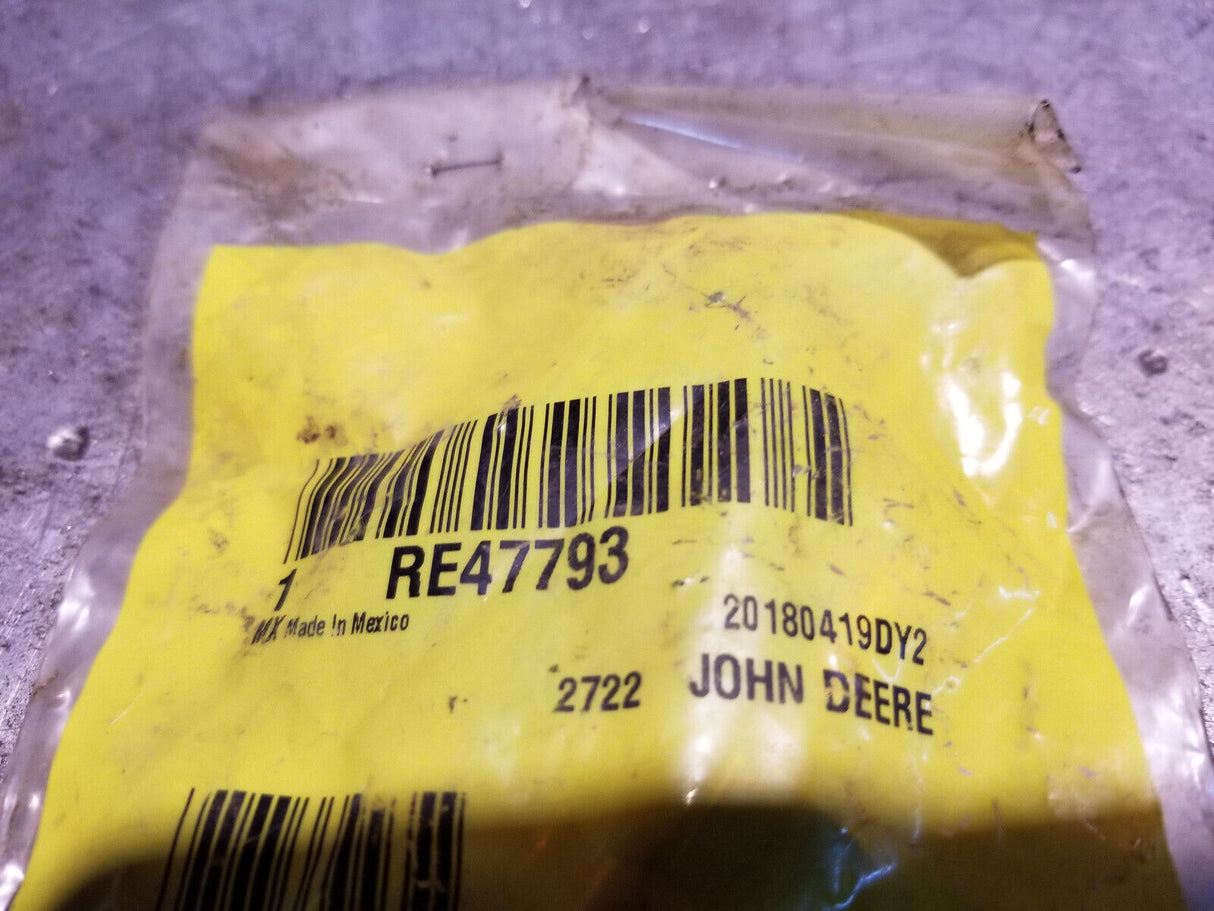 1 RE47793
MX Made In Mexico
20180419DY2
2722 JOHN DEERE